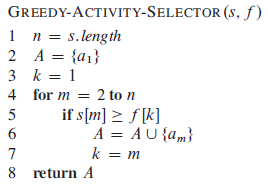 GREEDY-ACTIVITY-SELECTOR(s, f)
1 n = s.length
2 A = {a₁}
3 k = 1
4 for m = 2 to n
5 if s[m] ≥ f[k]
6 A = A ∪ {aₘ}
7 k = m
8 return A